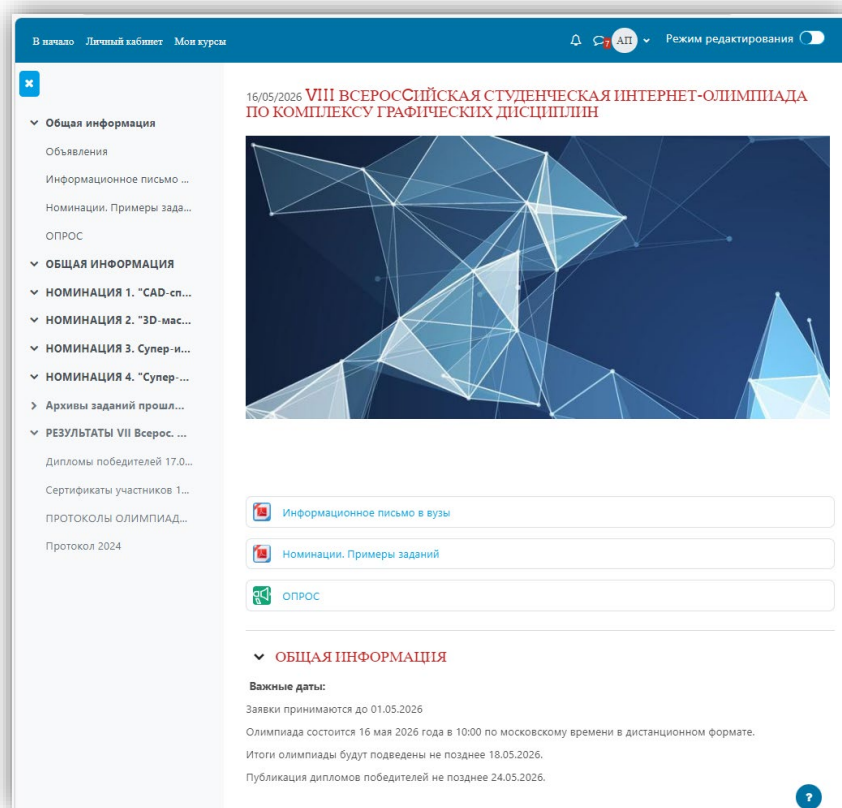 В начало Личный кабинет Мои курсы
7 АП Режим редактирования
Общая информация
Объявления
Информационное письмо ...
Номинации. Примеры зада...
ОПРОС
ОБЩАЯ ИНФОРМАЦИЯ
НОМИНАЦИЯ 1. "CAD-сп...
НОМИНАЦИЯ 2. "3D-мас...
НОМИНАЦИЯ 3. Супер-и...
НОМИНАЦИЯ 4. "Супер-...
Архивы заданий прошл...
РЕЗУЛЬТАТЫ VII Всерос. ...
Дипломы победителей 17.0...
Сертификаты участников 1...
ПРОТОКОЛЫ ОЛИМПИАД...
Протокол 2024
16/05/2026 VIII ВСЕРОССИЙСКАЯ СТУДЕНЧЕСКАЯ ИНТЕРНЕТ-ОЛИМПИАДА
ПО КОМПЛЕКСУ ГРАФИЧЕСКИХ ДИСЦИПЛИН
Информационное письмо в вузы
Номинации. Примеры заданий
ОПРОС
ОБЩАЯ ИНФОРМАЦИЯ
Важные даты:
Заявки принимаются до 01.05.2026
Олимпиада состоится 16 мая 2026 года в 10:00 по московскому времени в дистанционном формате.
Итоги олимпиады будут подведены не позднее 18.05.2026.
Публикация дипломов победителей не позднее 24.05.2026.
?